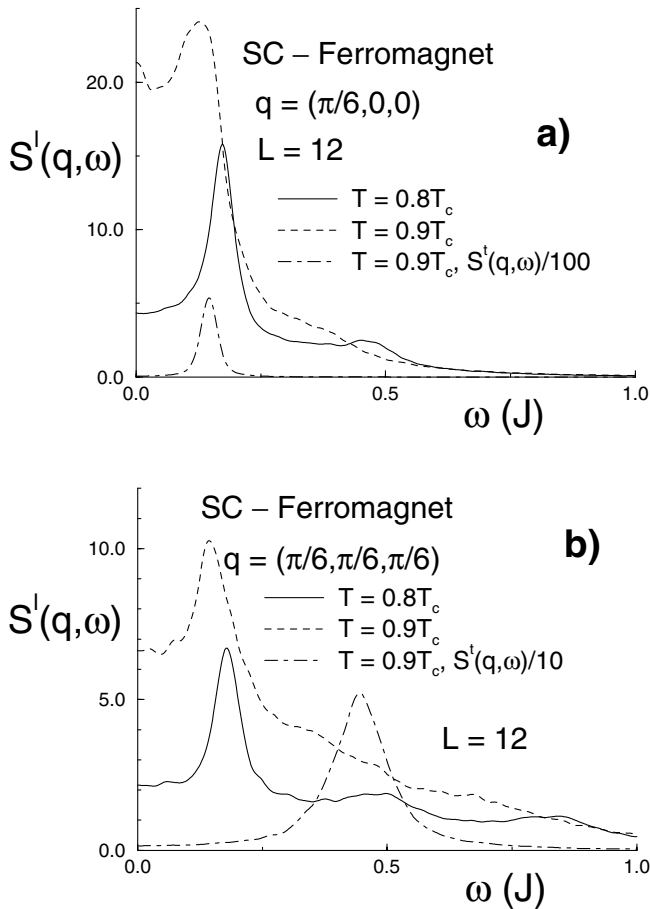 SC – Ferromagnet
20.0
q = (π/6,0,0)
a)
S^l(q,ω)
L = 12
T = 0.8T_c
T = 0.9T_c
10.0
T = 0.9T_c, S^t(q,ω)/100
0.0
0.0 0.5 1.0
ω (J)
SC – Ferromagnet
b)
10.0
q = (π/6,π/6,π/6)
T = 0.8T_c
S^l(q,ω)
T = 0.9T_c
T = 0.9T_c, S^t(q,ω)/10
5.0
L = 12
0.0
0.0 0.5 1.0
ω (J)